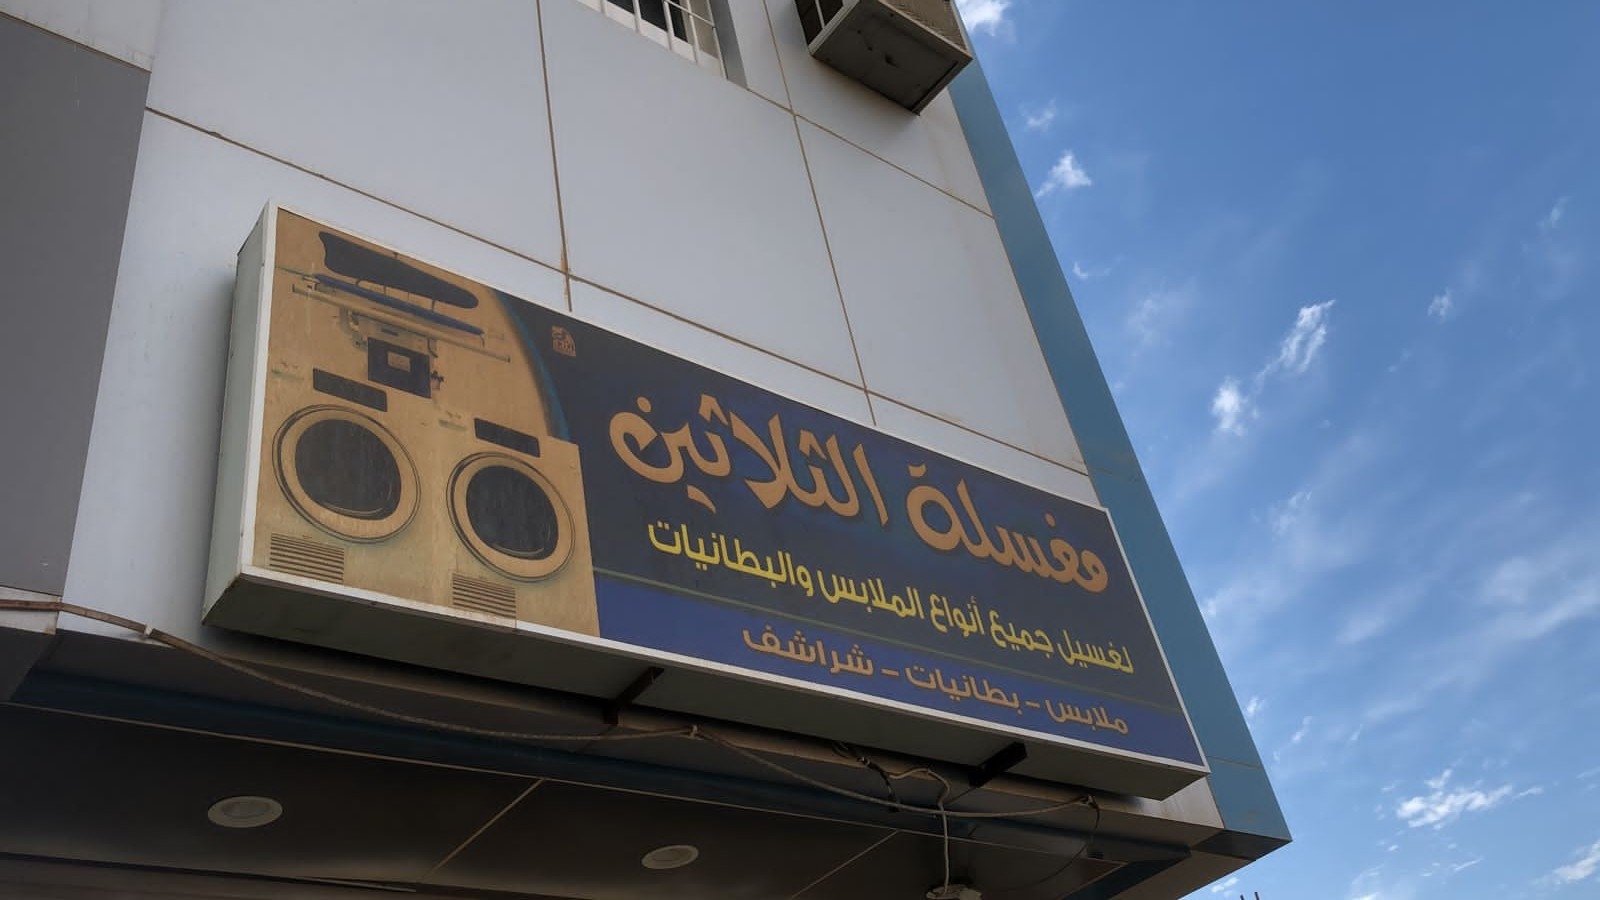 مغسلة الثلاثين
لغسيل جميع أنواع الملابس والبطانيات
ملابس - بطانيات - شراشف